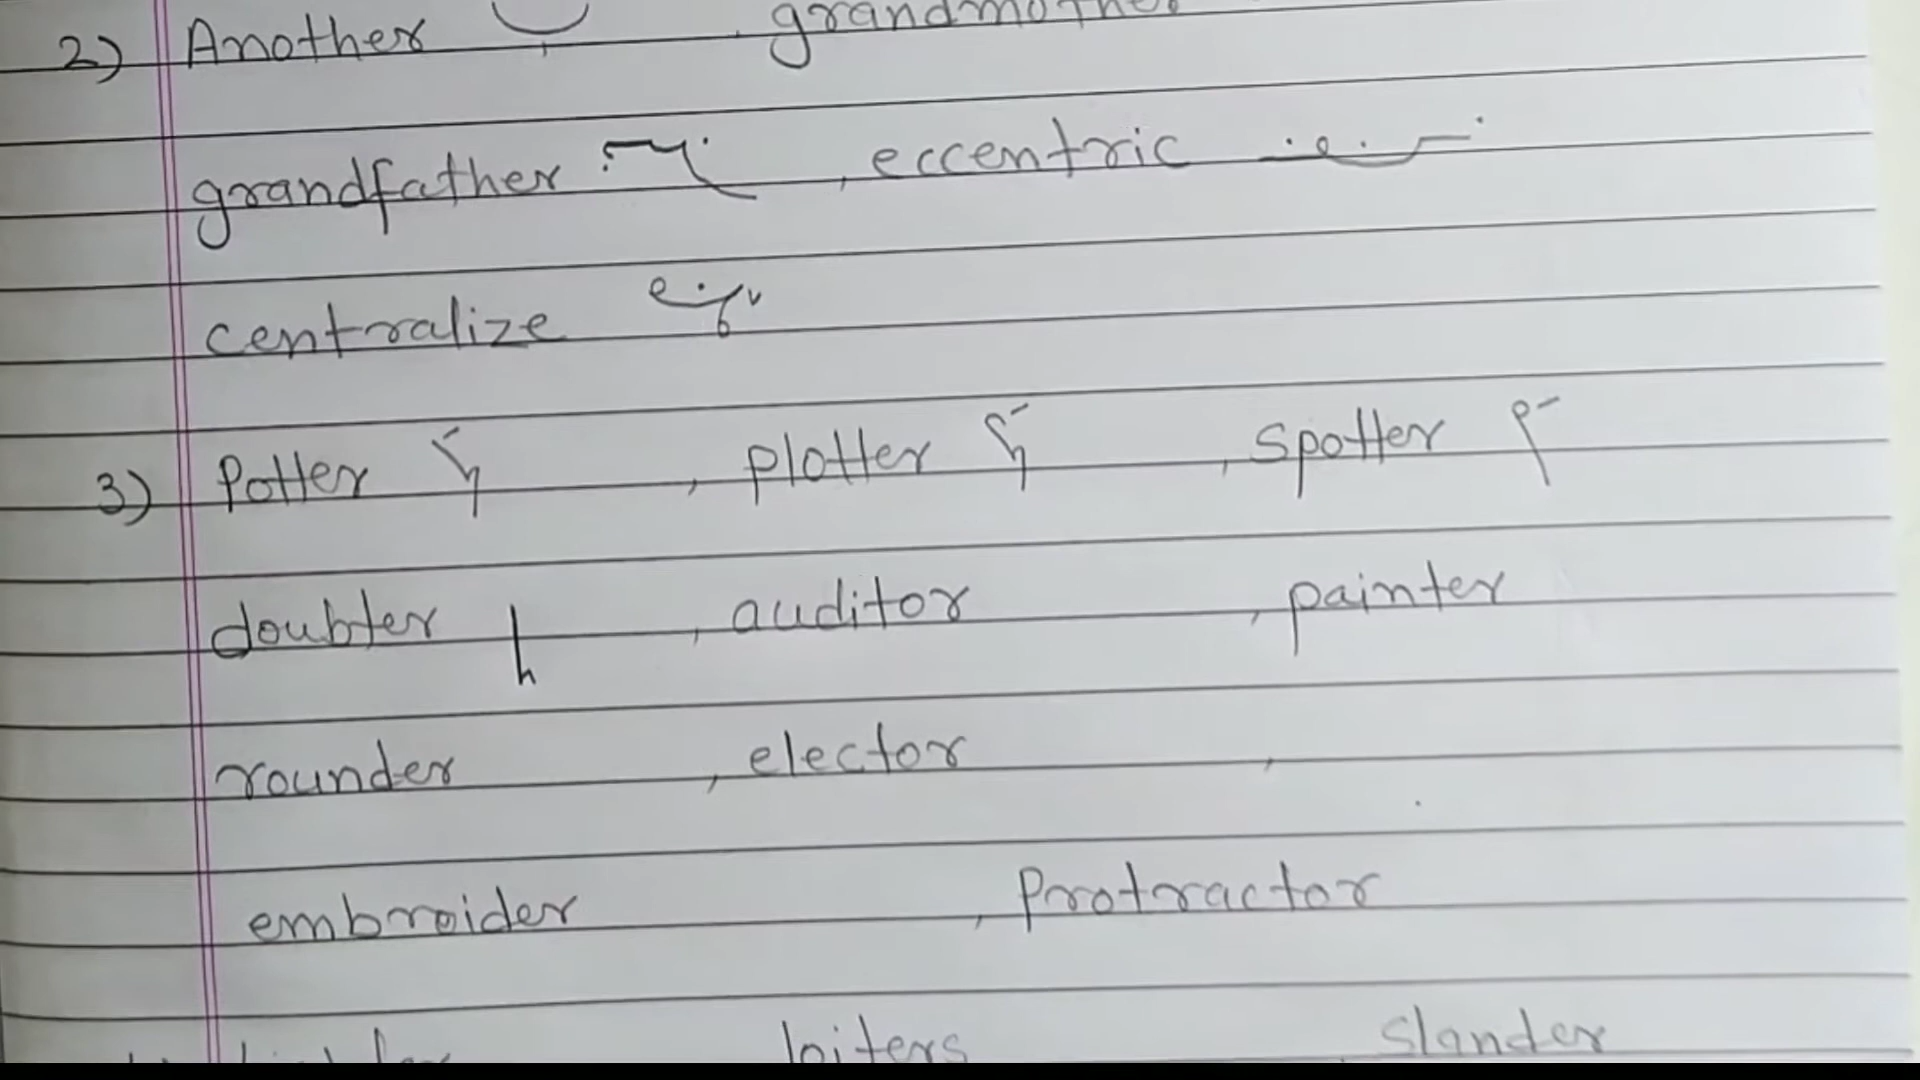 2) Another , grandmother
grandfather , eccentric
centralize
3) Potter , plotter , spotter
doubter , auditor , painter
rounder , elector ,
embroider , Protractor
loiters slander